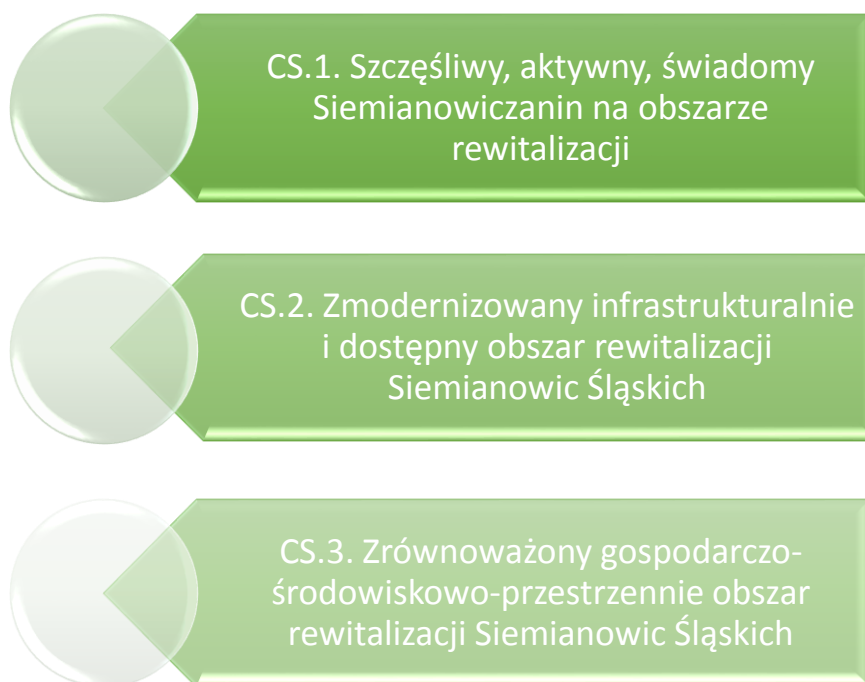 CS.1. Szczęśliwy, aktywny, świadomy
Siemianowiczanin na obszarze
rewitalizacji
CS.2. Zmodernizowany infrastrukturalnie
i dostępny obszar rewitalizacji
Siemianowic Śląskich
CS.3. Zrównoważony gospodarczo-
środowiskowo-przestrzennie obszar
rewitalizacji Siemianowic Śląskich